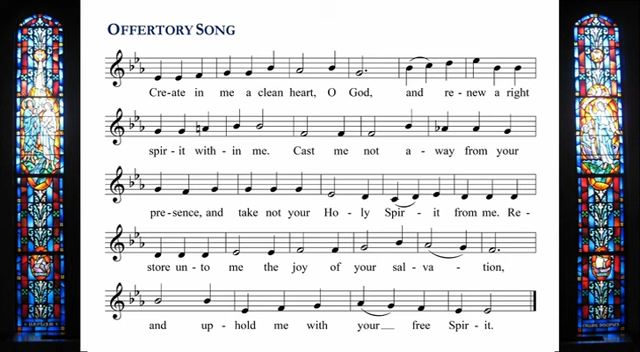 OFFERTORY SONG
Cre-ate in me a clean heart, O God, and re-new a right
spir-it with-in me. Cast me not a-way from your
pre-sence, and take not your Ho-ly Spir-it from me. Re-
store un-to me the joy of your sal-va-tion,
and up-hold me with your__ free Spir-it.